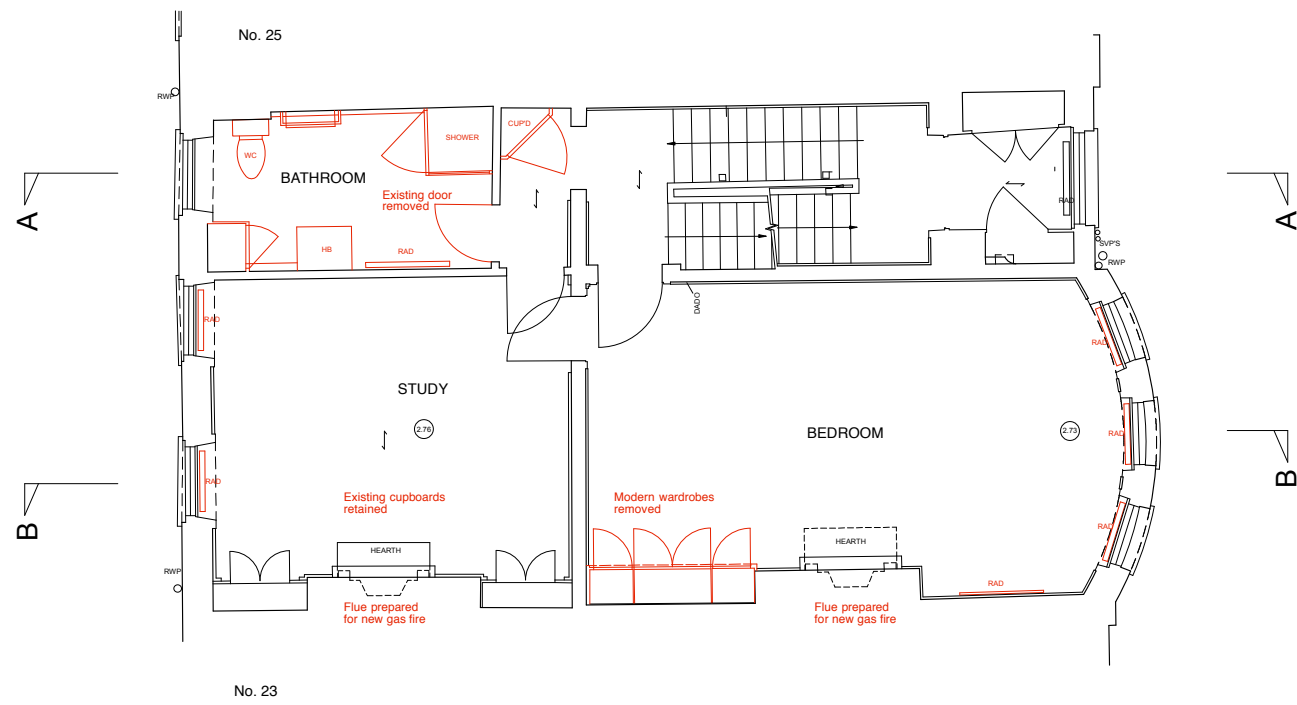 No. 25
RWP
CUP'D
SHOWER
WC
BATHROOM
Existing door
removed
A
A
RAD
HB
RAD
SVP'S
RWP
DADO
RAD
RAD
STUDY
2.76
BEDROOM
2.73
RAD
RAD
B
B
Existing cupboards
retained
Modern wardrobes
removed
RAD
HEARTH
HEARTH
RWP
RAD
Flue prepared
for new gas fire
Flue prepared
for new gas fire
No. 23